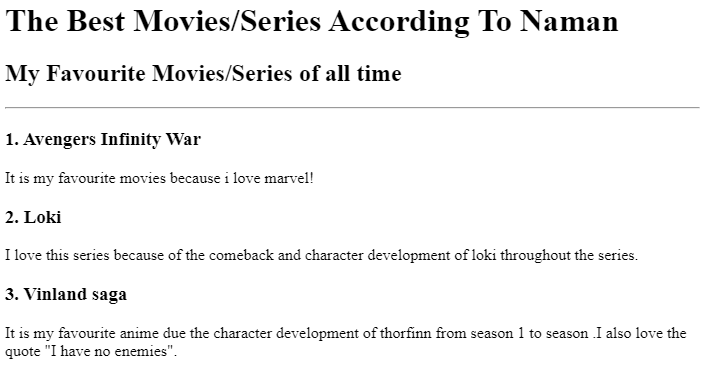 The Best Movies/Series According To Naman
My Favourite Movies/Series of all time
1. Avengers Infinity War
It is my favourite movies because i love marvel!
2. Loki
I love this series because of the comeback and character development of loki throughout the series.
3. Vinland saga
It is my favourite anime due the character development of thorfinn from season 1 to season .I also love the
quote "I have no enemies".